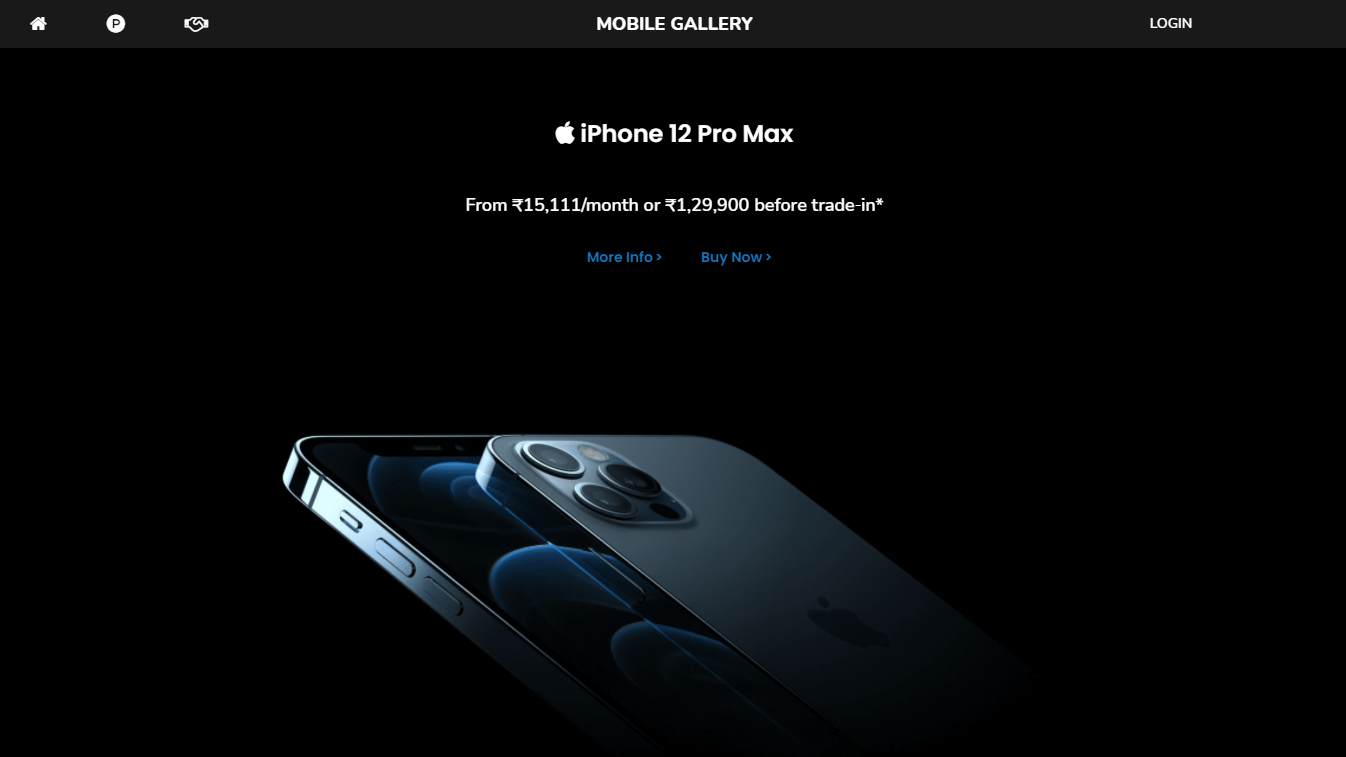 P
MOBILE GALLERY
LOGIN
iPhone 12 Pro Max
From ₹15,111/month or ₹1,29,900 before trade-in*
More Info >
Buy Now >